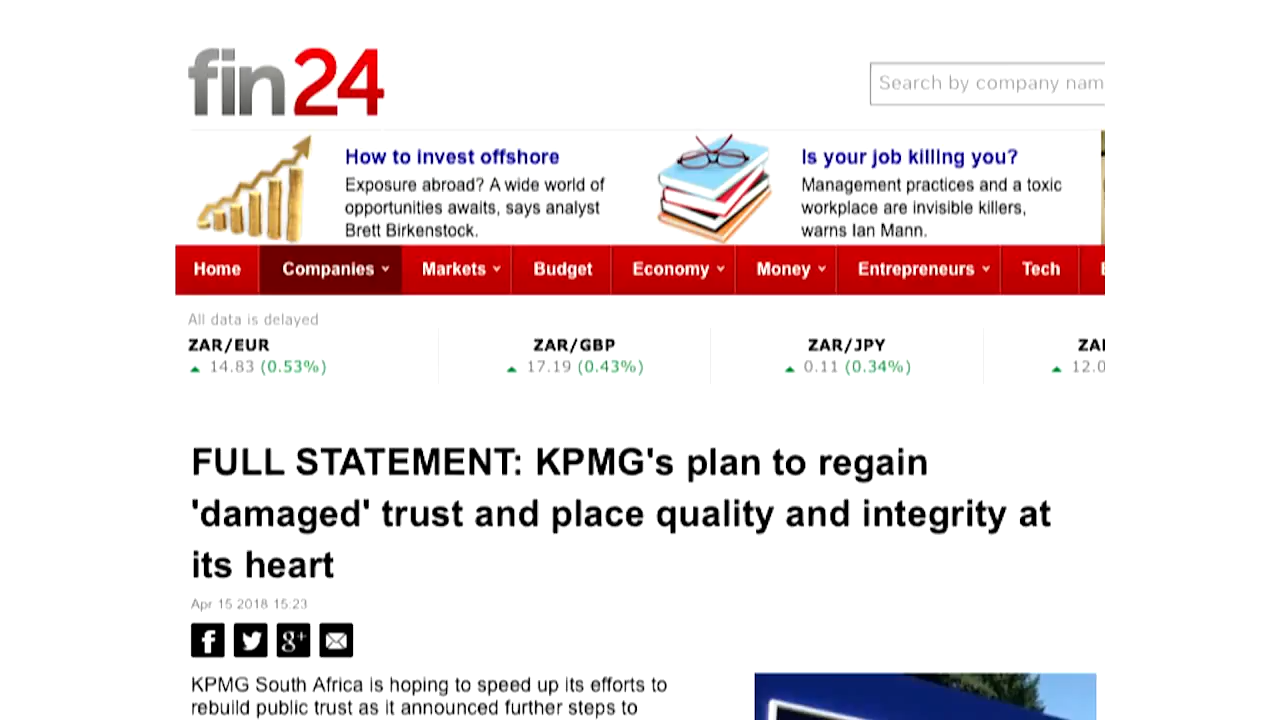 fin24
Search by company nam
How to invest offshore
Exposure abroad? A wide world of
opportunities awaits, says analyst
Brett Birkenstock.
Is your job killing you?
Management practices and a toxic
workplace are invisible killers,
warns Ian Mann.
Home Companies Markets Budget Economy Money Entrepreneurs Tech
All data is delayed
ZAR/EUR
14.83 (0.53%)
ZAR/GBP
17.19 (0.43%)
ZAR/JPY
0.11 (0.34%)
ZA
12.0
FULL STATEMENT: KPMG's plan to regain
'damaged' trust and place quality and integrity at
its heart
Apr 15 2018 15:23
KPMG South Africa is hoping to speed up its efforts to
rebuild public trust as it announced further steps to